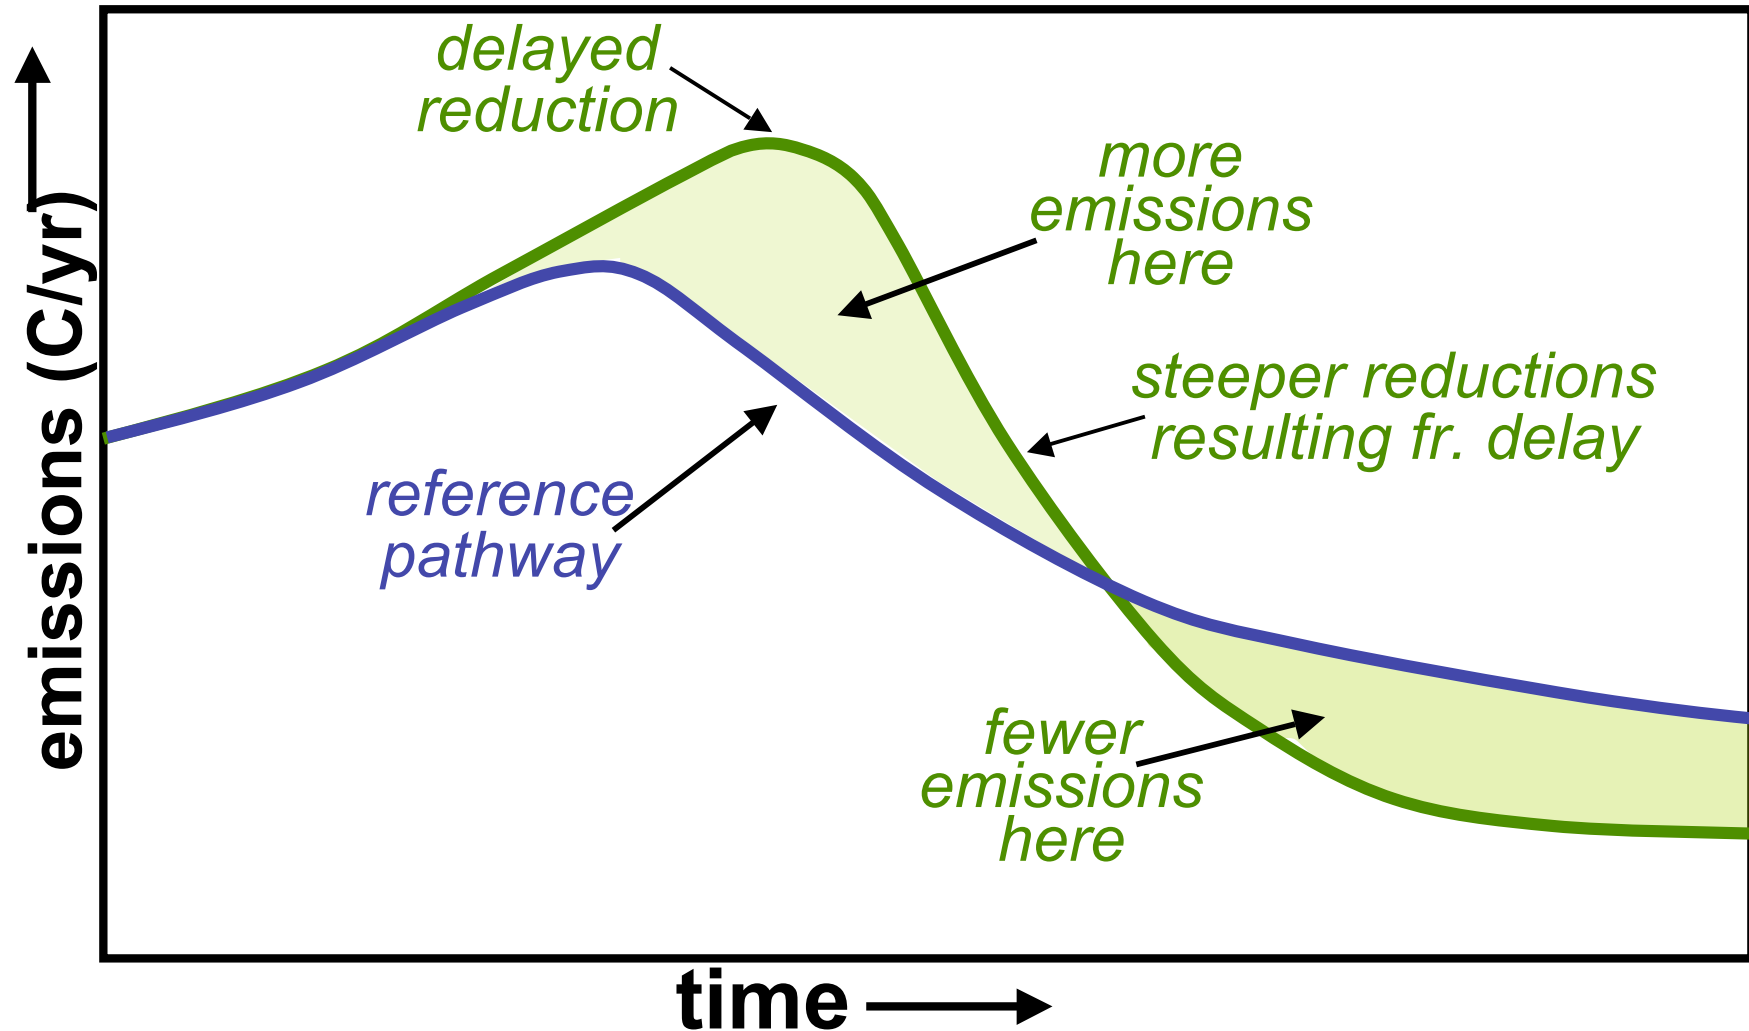 delayed
reduction
more
emissions
here
steeper reductions
resulting fr. delay
reference
pathway
fewer
emissions
here
emissions (C/yr)
time